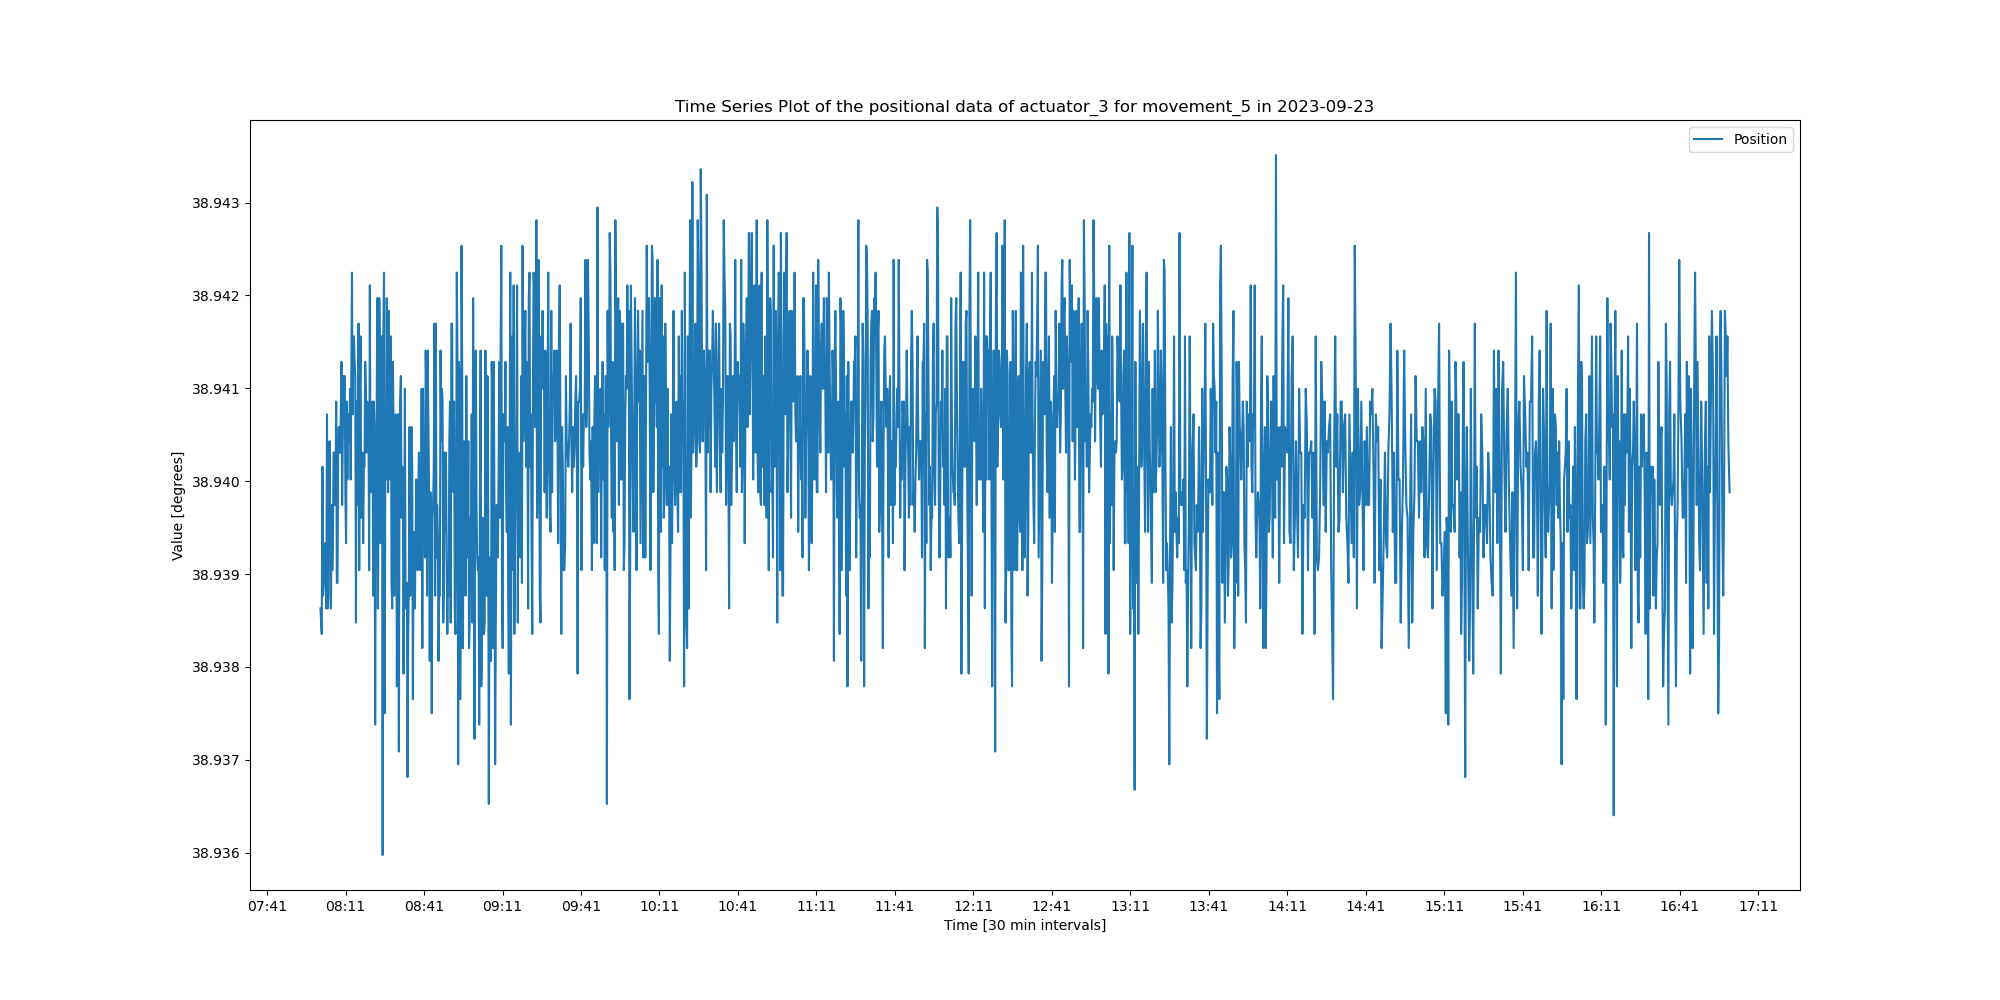 Time Series Plot of the positional data of actuator_3 for movement_5 in 2023-09-23
Position
38.943
38.942
38.941
38.940
38.939
38.938
38.937
38.936
Value [degrees]
07:41 08:11 08:41 09:11 09:41 10:11 10:41 11:11 11:41 12:11 12:41 13:11 13:41 14:11 14:41 15:11 15:41 16:11 16:41 17:11
Time [30 min intervals]